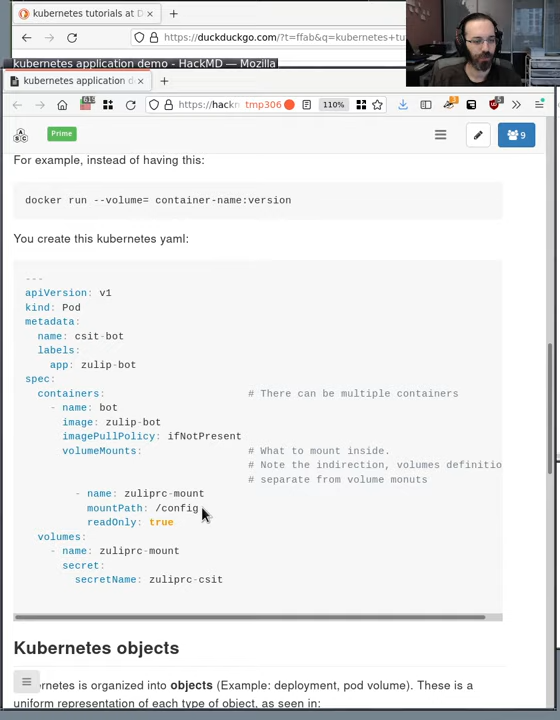 kubernetes tutorials at D
https://duckduckgo.com/?t=ffab&q=kubernetes+tu
kubernetes application demo - HackMD — Mozilla
kubernetes application d
https://hackm tmp306 110%
Prime
9
For example, instead of having this:
docker run --volume= container-name:version
You create this kubernetes yaml:
---
apiVersion: v1
kind: Pod
metadata:
name: csit-bot
labels:
app: zulip-bot
spec:
containers: # There can be multiple containers
- name: bot
image: zulip-bot
imagePullPolicy: ifNotPresent
volumeMounts: # What to mount inside.
# Note the indirection, volumes definitio
# separate from volume monuts
- name: zuliprc-mount
mountPath: /config
readOnly: true
volumes:
- name: zuliprc-mount
secret:
secretName: zuliprc-csit
Kubernetes objects
ernetes is organized into objects (Example: deployment, pod volume). These is a
uniform representation of each type of object, as seen in: